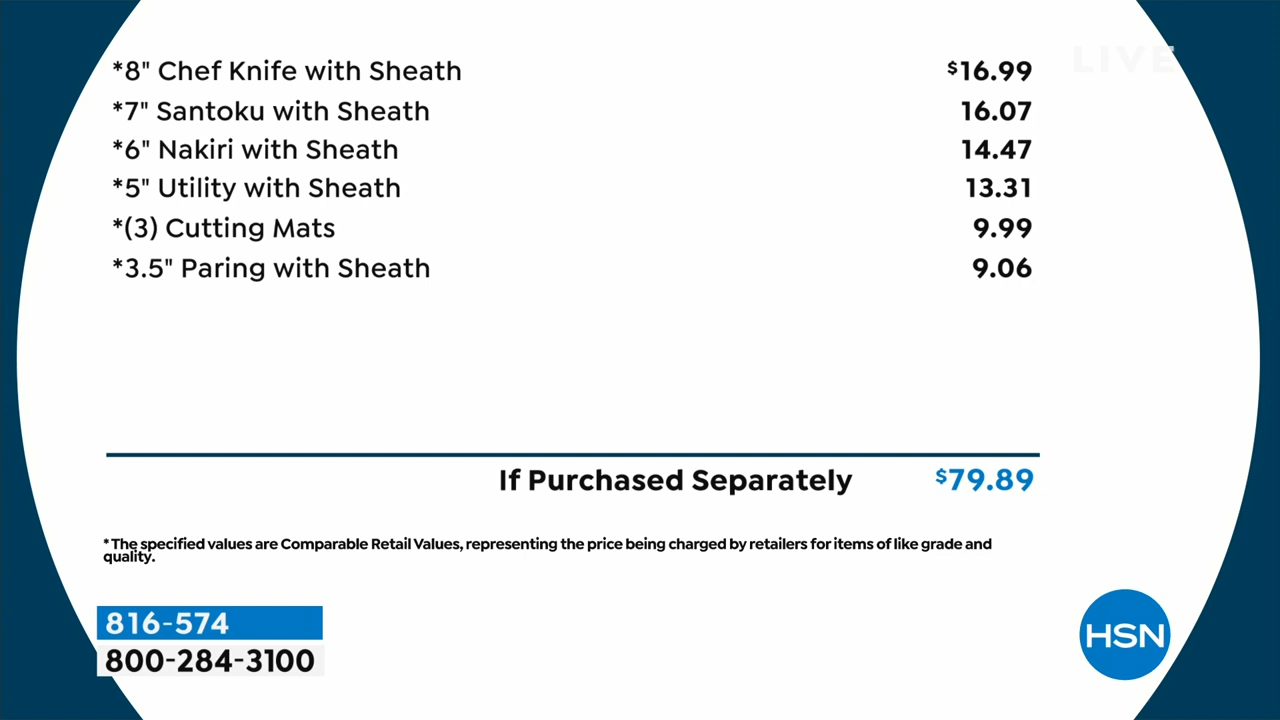 LIVE
*8" Chef Knife with Sheath $16.99
*7" Santoku with Sheath 16.07
*6" Nakiri with Sheath 14.47
*5" Utility with Sheath 13.31
*(3) Cutting Mats 9.99
*3.5" Paring with Sheath 9.06
If Purchased Separately $79.89
*The specified values are Comparable Retail Values, representing the price being charged by retailers for items of like grade and
quality.
816-574
800-284-3100
HSN